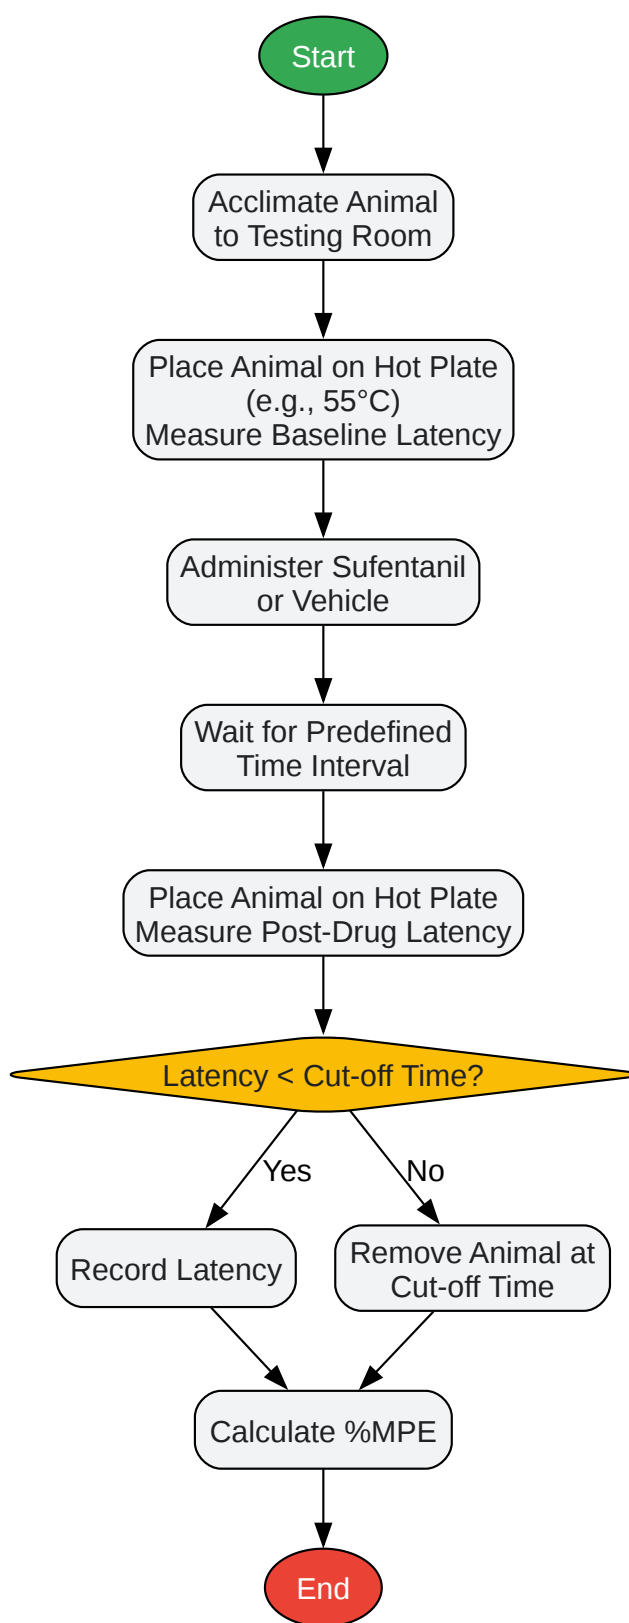 Start
Acclimate Animal
to Testing Room
Place Animal on Hot Plate
(e.g., 55°C)
Measure Baseline Latency
Administer Sufentanil
or Vehicle
Wait for Predefined
Time Interval
Place Animal on Hot Plate
Measure Post-Drug Latency
Latency < Cut-off Time?
Yes
No
Record Latency
Remove Animal at
Cut-off Time
Calculate %MPE
End